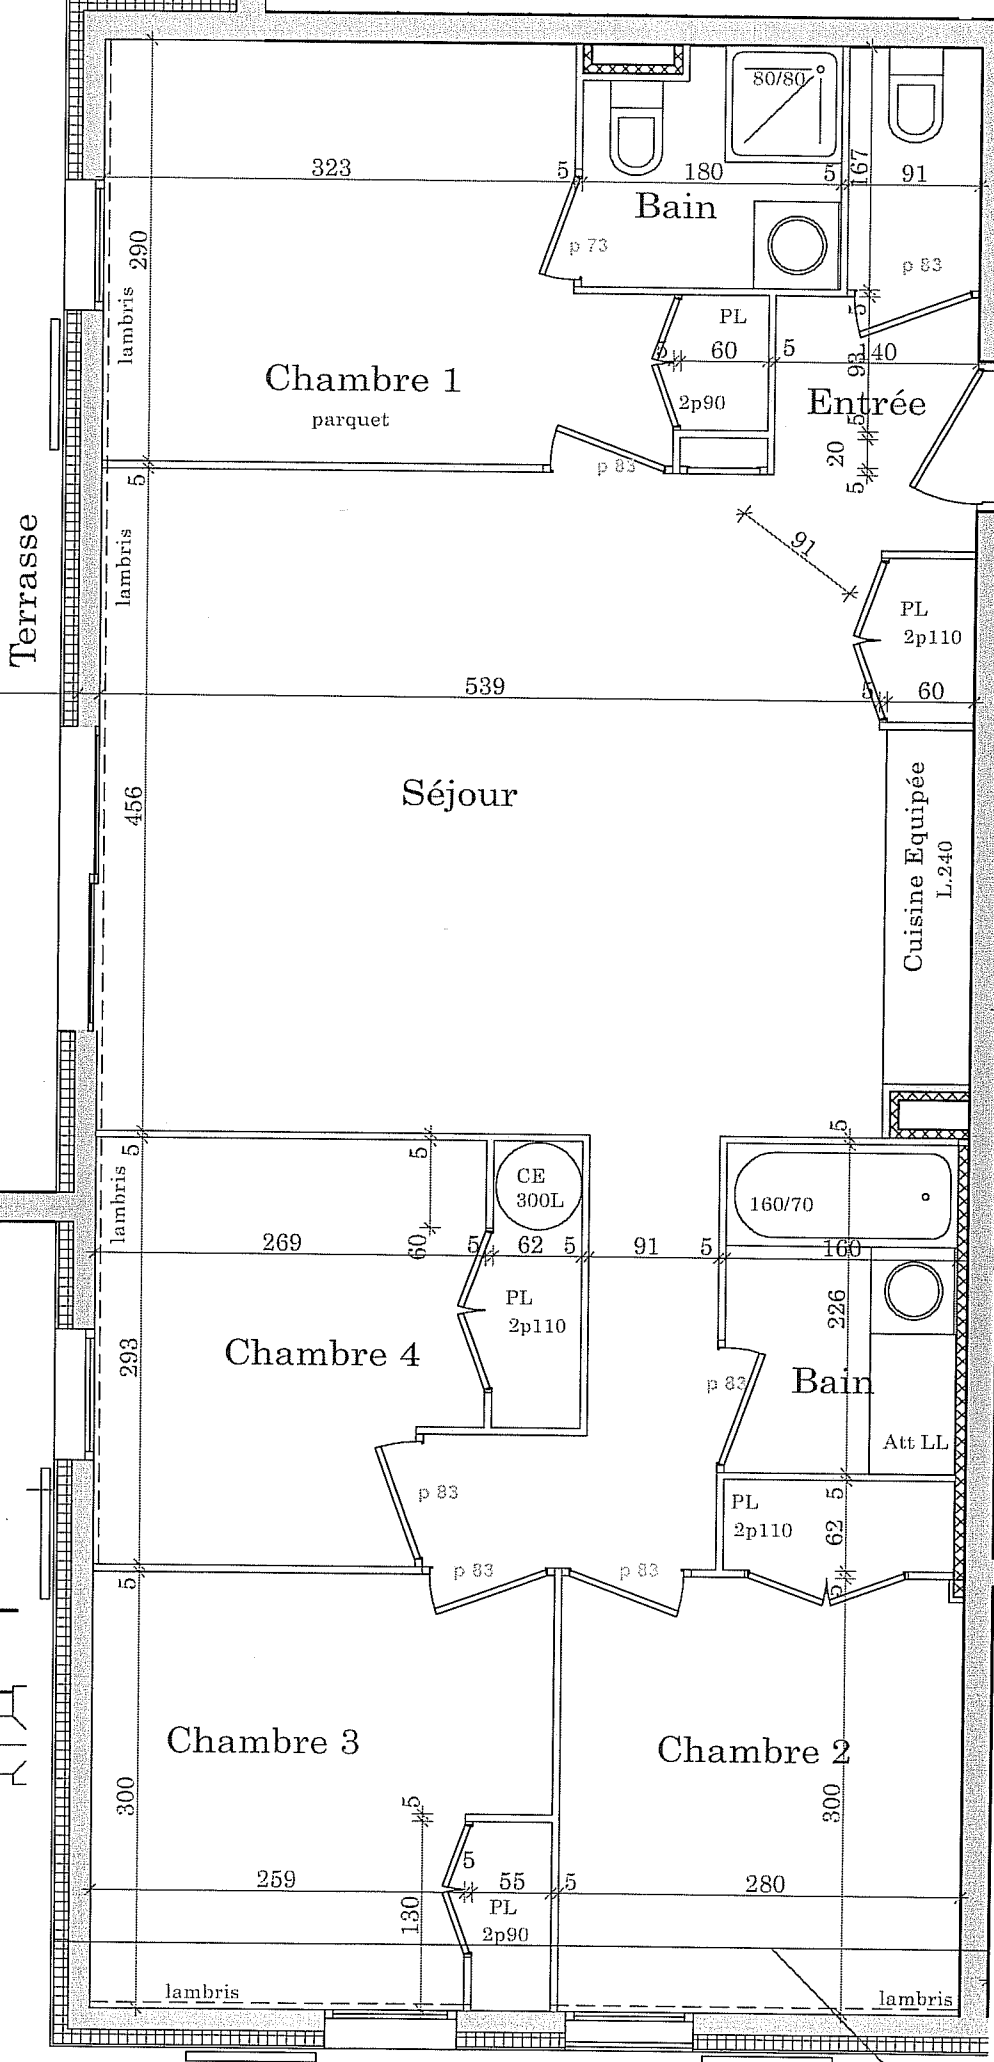 80/80
323
5
180
5
167
91
Bain
p 73
p 83
290
lambris
PL
5
5
60
5
93
140
Chambre 1
parquet
2p90
Entrée
5
20
5
p 83
5
lambris
91
Terrasse
PL
2p110
539
5
60
Séjour
456
Cuisine Equipée
L.240
5
5
5
lambris
CE
300L
160/70
269
60
5
62
5
91
5
160
226
PL
2p110
293
Chambre 4
p 83
Bain
Att LL
p 83
PL
2p110
5
62
5
p 83
p 83
5
Chambre 3
Chambre 2
300
5
300
259
5
55
5
280
130
PL
2p90
lambris
lambris